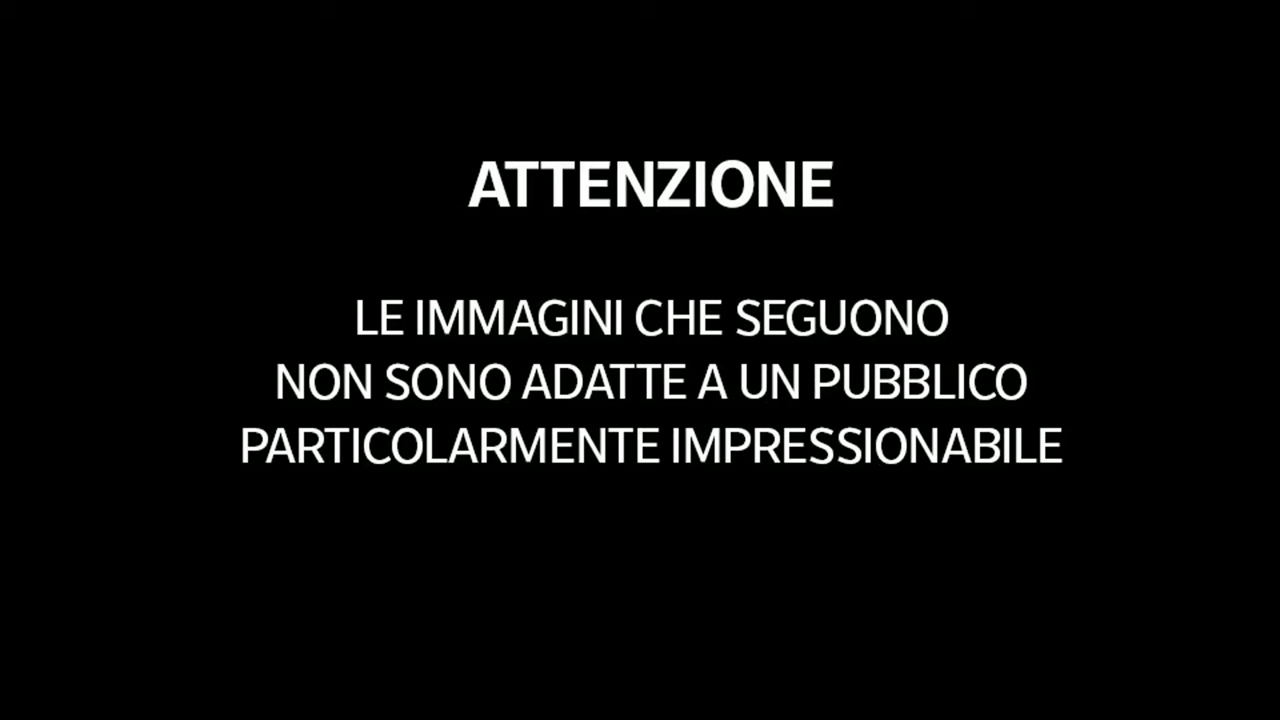 ATTENZIONE
LE IMMAGINI CHE SEGUONO
NON SONO ADATTE A UN PUBBLICO
PARTICOLARMENTE IMPRESSIONABILE